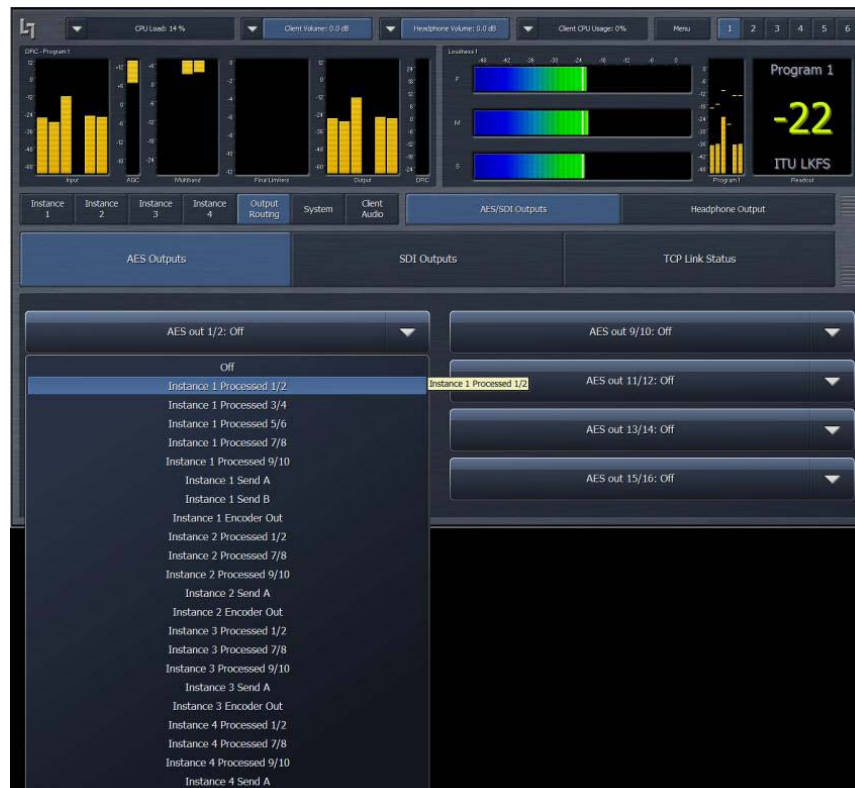 CPU Load: 14 %
Client Volume: 0.0 dB
Headphone Volume: 0.0 dB
Client CPU Usage: 0%
Menu
1 2 3 4 5 6
DRC - Program 1
Input
AGC
Multiband
Final Limiters
Output
DRC
Loudness 1
F
M
S
Program 1
Program 1
-22
ITU LKFS
Readout
Instance 1
Instance 2
Instance 3
Instance 4
Output Routing
System
Client Audio
AES/SDI Outputs
Headphone Output
AES Outputs
SDI Outputs
TCP Link Status
AES out 1/2: Off
AES out 9/10: Off
AES out 11/12: Off
AES out 13/14: Off
AES out 15/16: Off
Off
Instance 1 Processed 1/2
Instance 1 Processed 1/2
Instance 1 Processed 3/4
Instance 1 Processed 5/6
Instance 1 Processed 7/8
Instance 1 Processed 9/10
Instance 1 Send A
Instance 1 Send B
Instance 1 Encoder Out
Instance 2 Processed 1/2
Instance 2 Processed 7/8
Instance 2 Processed 9/10
Instance 2 Send A
Instance 2 Encoder Out
Instance 3 Processed 1/2
Instance 3 Processed 7/8
Instance 3 Processed 9/10
Instance 3 Send A
Instance 3 Encoder Out
Instance 4 Processed 1/2
Instance 4 Processed 7/8
Instance 4 Processed 9/10
Instance 4 Send A